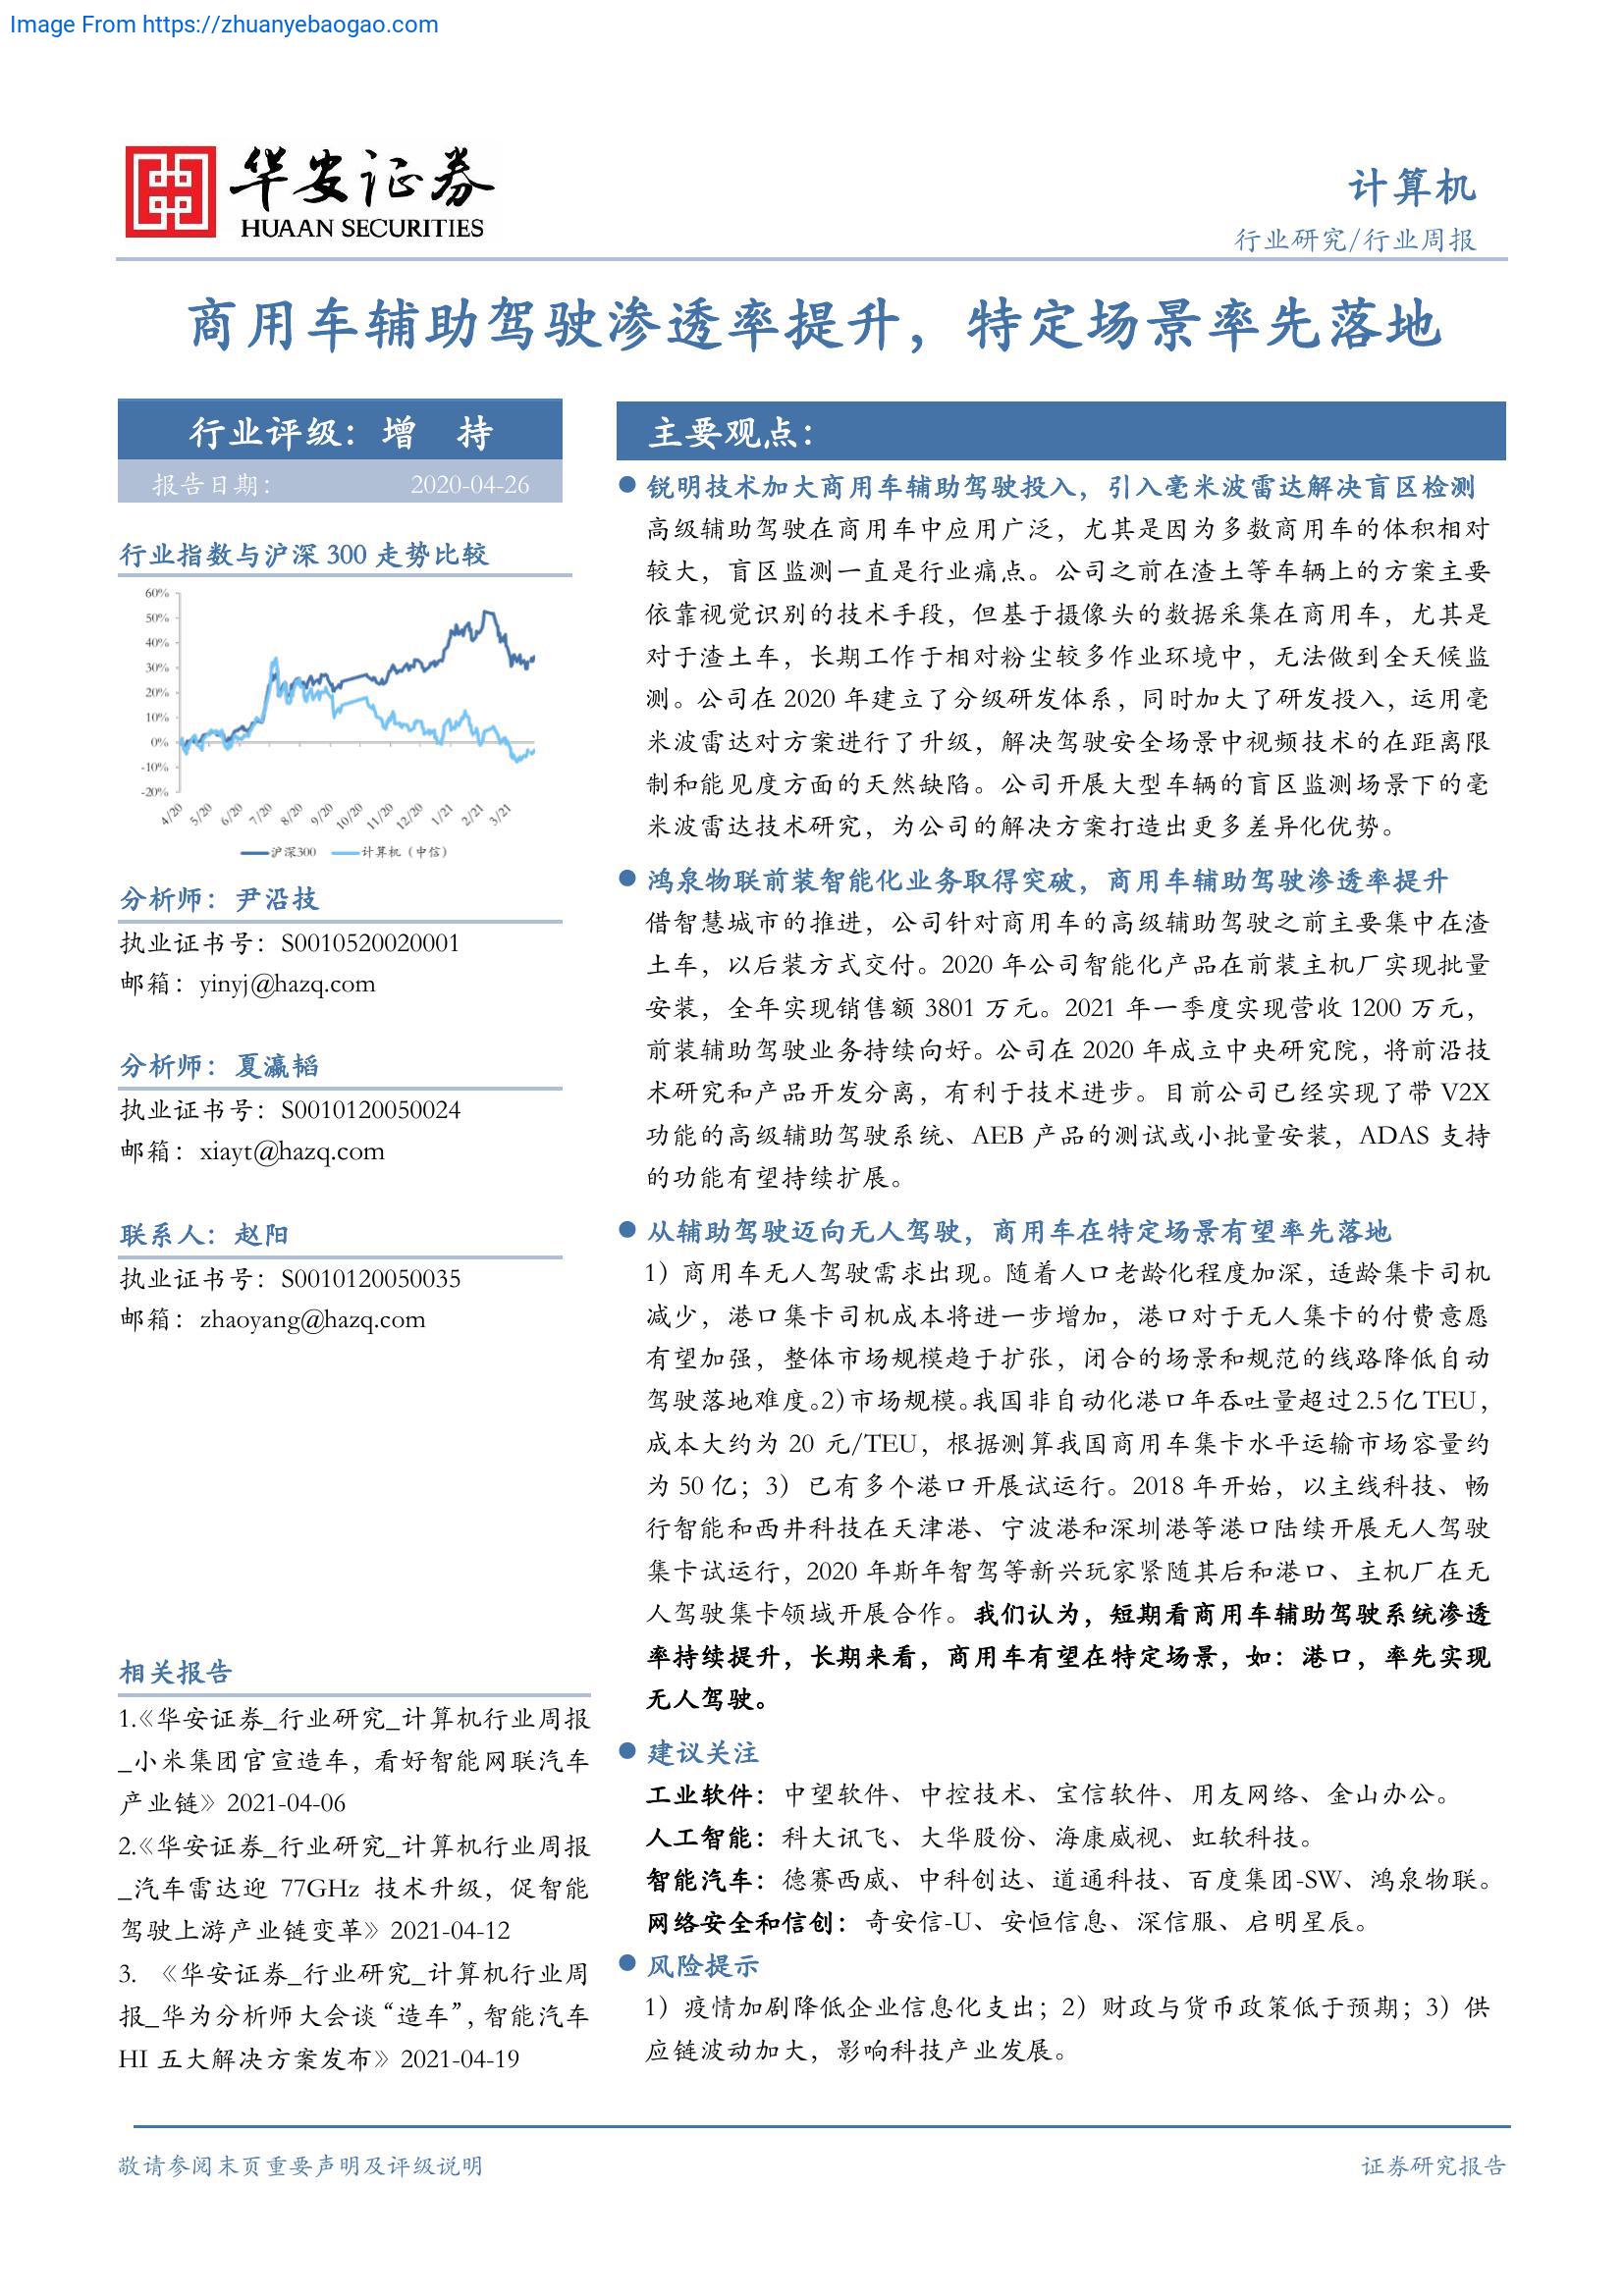 Image From https://zhuanyebaogao.com
华安证券
HUAAN SECURITIES
计算机
行业研究/行业周报
商用车辅助驾驶渗透率提升，特定场景率先落地
行业评级：增 持
报告日期： 2020-04-26
行业指数与沪深 300 走势比较
60%
50%
40%
30%
20%
10%
0%
-10%
-20%
4/20 5/20 6/20 7/20 8/20 9/20 10/20 11/20 12/20 1/21 2/21 3/21
沪深300 计算机（中信）
分析师：尹沿技
执业证书号：S0010520020001
邮箱：yinyj@hazq.com
分析师：夏瀛韬
执业证书号：S0010120050024
邮箱：xiayt@hazq.com
联系人：赵阳
执业证书号：S0010120050035
邮箱：zhaoyang@hazq.com
相关报告
1.《华安证券_行业研究_计算机行业周报
_小米集团官宣造车，看好智能网联汽车
产业链》2021-04-06
2.《华安证券_行业研究_计算机行业周报
_汽车雷达迎 77GHz 技术升级，促智能
驾驶上游产业链变革》2021-04-12
3. 《华安证券_行业研究_计算机行业周
报_华为分析师大会谈“造车”，智能汽车
HI 五大解决方案发布》2021-04-19
主要观点：
● 锐明技术加大商用车辅助驾驶投入，引入毫米波雷达解决盲区检测
高级辅助驾驶在商用车中应用广泛，尤其是因为多数商用车的体积相对
较大，盲区监测一直是行业痛点。公司之前在渣土等车辆上的方案主要
依靠视觉识别的技术手段，但基于摄像头的数据采集在商用车，尤其是
对于渣土车，长期工作于相对粉尘较多作业环境中，无法做到全天候监
测。公司在 2020 年建立了分级研发体系，同时加大了研发投入，运用毫
米波雷达对方案进行了升级，解决驾驶安全场景中视频技术的在距离限
制和能见度方面的天然缺陷。公司开展大型车辆的盲区监测场景下的毫
米波雷达技术研究，为公司的解决方案打造出更多差异化优势。
● 鸿泉物联前装智能化业务取得突破，商用车辅助驾驶渗透率提升
借智慧城市的推进，公司针对商用车的高级辅助驾驶之前主要集中在渣
土车，以后装方式交付。2020 年公司智能化产品在前装主机厂实现批量
安装，全年实现销售额 3801 万元。2021 年一季度实现营收 1200 万元，
前装辅助驾驶业务持续向好。公司在 2020 年成立中央研究院，将前沿技
术研究和产品开发分离，有利于技术进步。目前公司已经实现了带 V2X
功能的高级辅助驾驶系统、AEB 产品的测试或小批量安装，ADAS 支持
的功能有望持续扩展。
● 从辅助驾驶迈向无人驾驶，商用车在特定场景有望率先落地
1）商用车无人驾驶需求出现。随着人口老龄化程度加深，适龄集卡司机
减少，港口集卡司机成本将进一步增加，港口对于无人集卡的付费意愿
有望加强，整体市场规模趋于扩张，闭合的场景和规范的线路降低自动
驾驶落地难度。2）市场规模。我国非自动化港口年吞吐量超过 2.5 亿 TEU，
成本大约为 20 元/TEU，根据测算我国商用车集卡水平运输市场容量约
为 50 亿；3）已有多个港口开展试运行。2018 年开始，以主线科技、畅
行智能和西井科技在天津港、宁波港和深圳港等港口陆续开展无人驾驶
集卡试运行，2020 年斯年智驾等新兴玩家紧随其后和港口、主机厂在无
人驾驶集卡领域开展合作。我们认为，短期看商用车辅助驾驶系统渗透
率持续提升，长期来看，商用车有望在特定场景，如：港口，率先实现
无人驾驶。
● 建议关注
工业软件：中望软件、中控技术、宝信软件、用友网络、金山办公。
人工智能：科大讯飞、大华股份、海康威视、虹软科技。
智能汽车：德赛西威、中科创达、道通科技、百度集团-SW、鸿泉物联。
网络安全和信创：奇安信-U、安恒信息、深信服、启明星辰。
● 风险提示
1）疫情加剧降低企业信息化支出；2）财政与货币政策低于预期；3）供
应链波动加大，影响科技产业发展。
敬请参阅末页重要声明及评级说明
证券研究报告